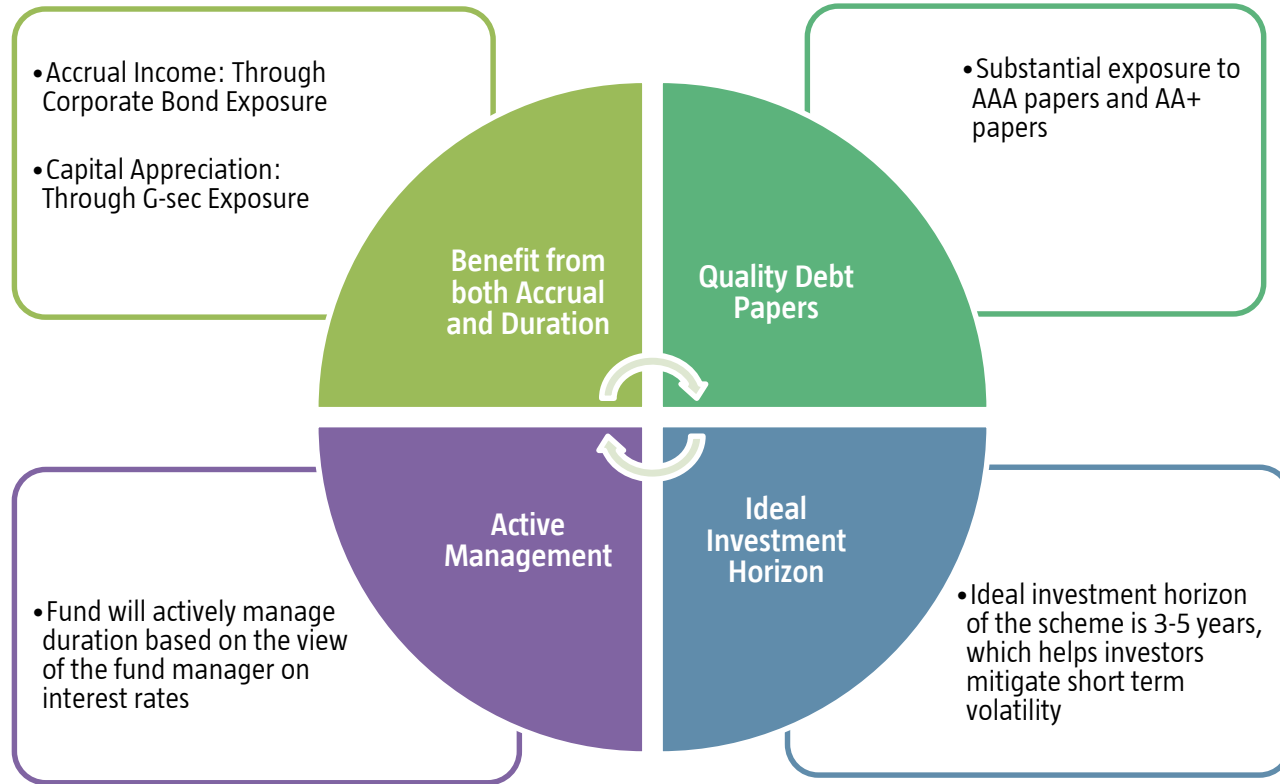 •Accrual Income: Through
Corporate Bond Exposure
•Capital Appreciation:
Through G-sec Exposure
Benefit from
both Accrual
and Duration
•Substantial exposure to
AAA papers and AA+
papers
Quality Debt
Papers
Active
Management
•Fund will actively manage
duration based on the view
of the fund manager on
interest rates
Ideal
Investment
Horizon
•Ideal investment horizon
of the scheme is 3-5 years,
which helps investors
mitigate short term
volatility